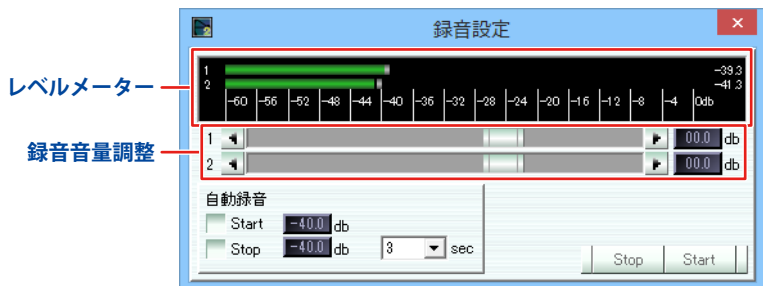 録音設定
レベルメーター
1 -39.3
2 -41.3
-60 -56 -52 -48 -44 -40 -36 -32 -28 -24 -20 -16 -12 -8 -4 0db
録音音量調整
1 00.0 db
2 00.0 db
自動録音
Start -40.0 db
Stop -40.0 db 3 sec
Stop Start